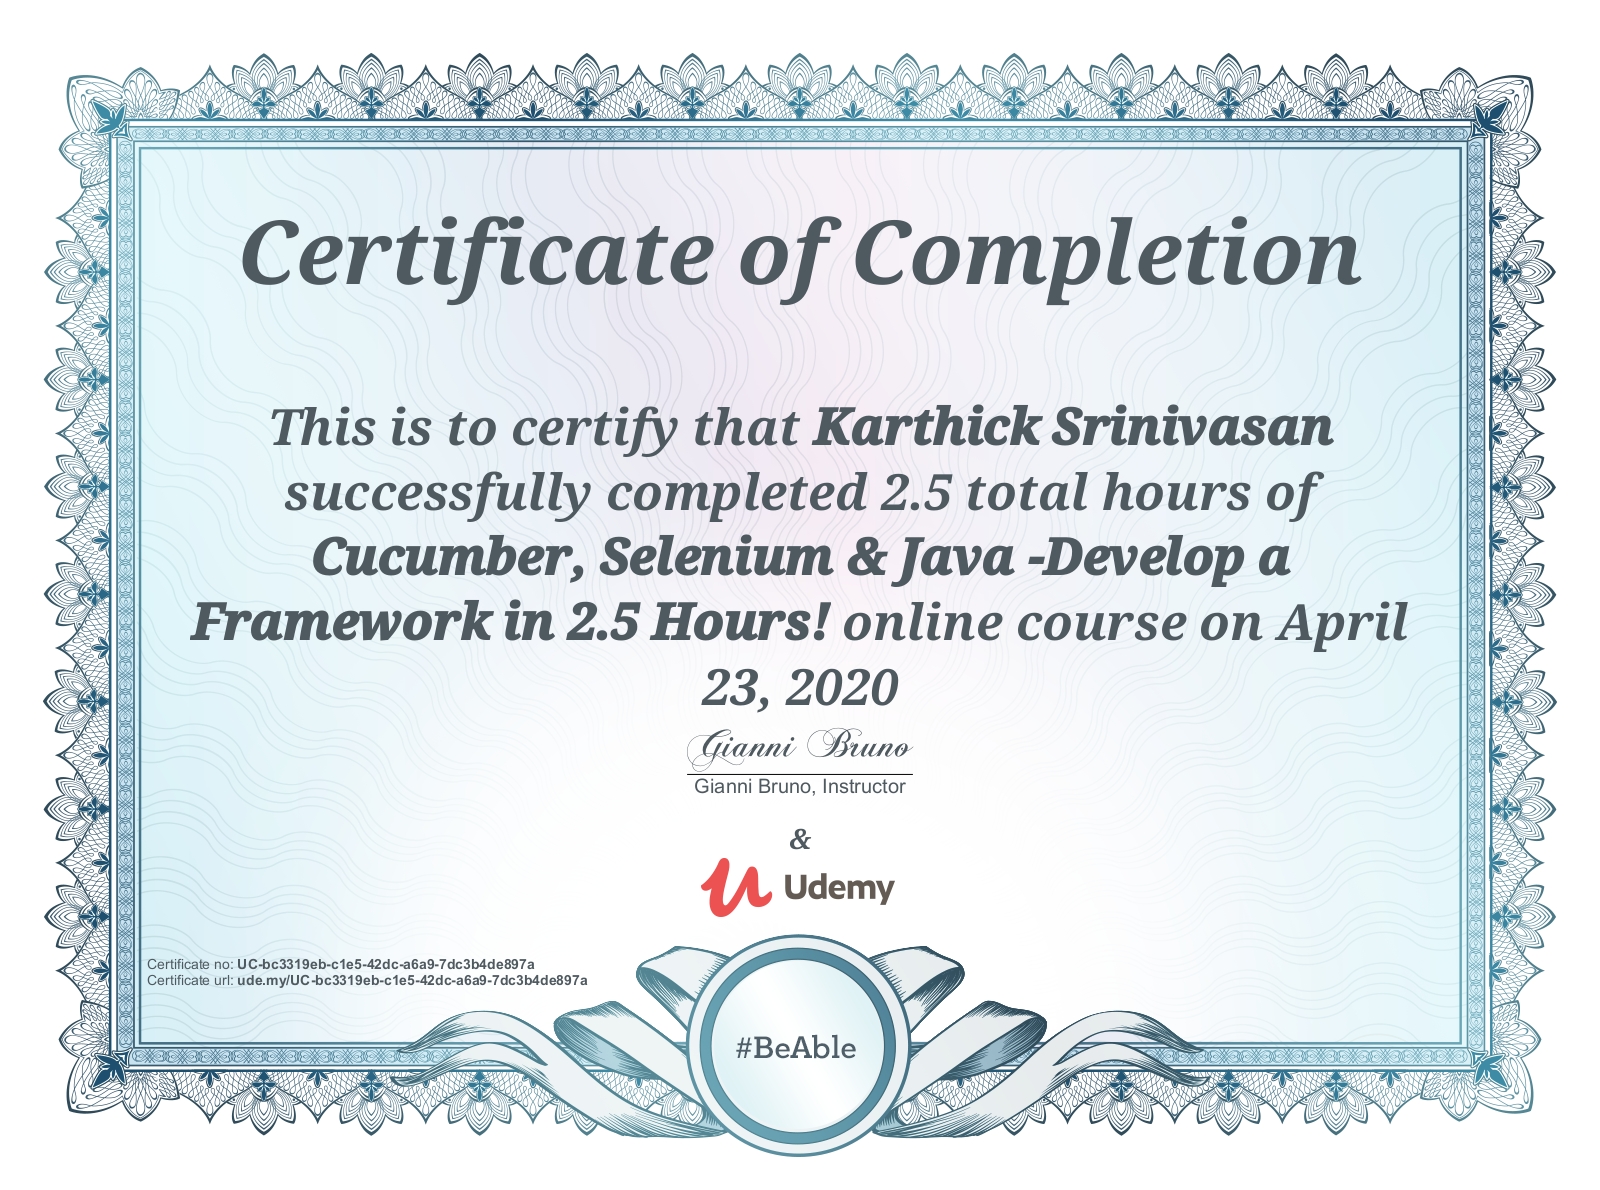 Certificate of Completion
This is to certify that Karthick Srinivasan
successfully completed 2.5 total hours of
Cucumber, Selenium & Java -Develop a
Framework in 2.5 Hours! online course on April
23, 2020
Gianni Bruno
Gianni Bruno, Instructor
&
Udemy
Certificate no: UC-bc3319eb-c1e5-42dc-a6a9-7dc3b4de897a
Certificate url: ude.my/UC-bc3319eb-c1e5-42dc-a6a9-7dc3b4de897a
#BeAble